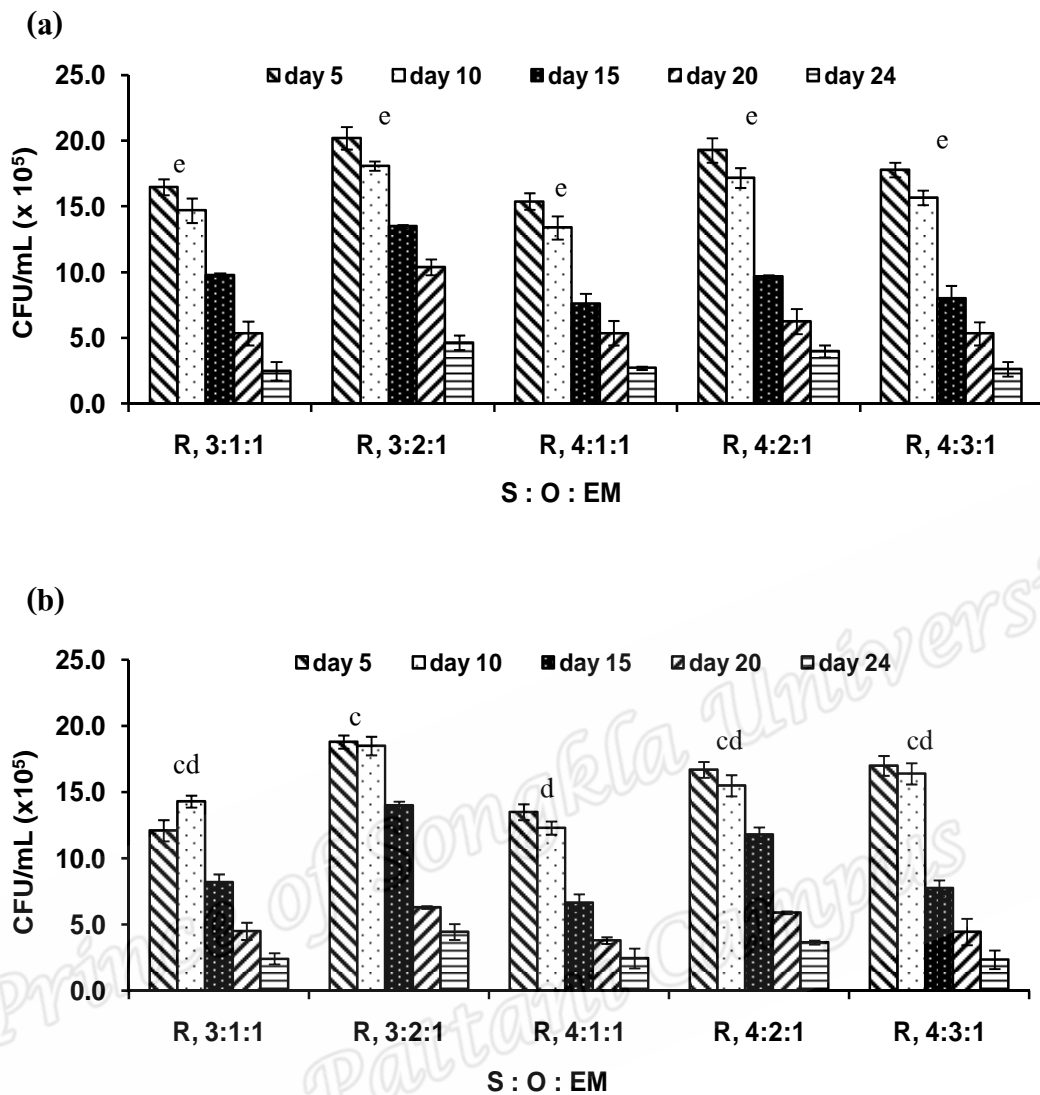 (a)
25.0
day 5 day 10 day 15 day 20 day 24
20.0
15.0
10.0
5.0
0.0
CFU/mL (x 10⁵)
e e e e e
R, 3:1:1 R, 3:2:1 R, 4:1:1 R, 4:2:1 R, 4:3:1
S : O : EM
(b)
25.0
day 5 day 10 day 15 day 20 day 24
20.0
15.0
10.0
5.0
0.0
CFU/mL (x10⁵)
cd c d cd cd
R, 3:1:1 R, 3:2:1 R, 4:1:1 R, 4:2:1 R, 4:3:1
S : O : EM
of Songkla
Pattani Campus